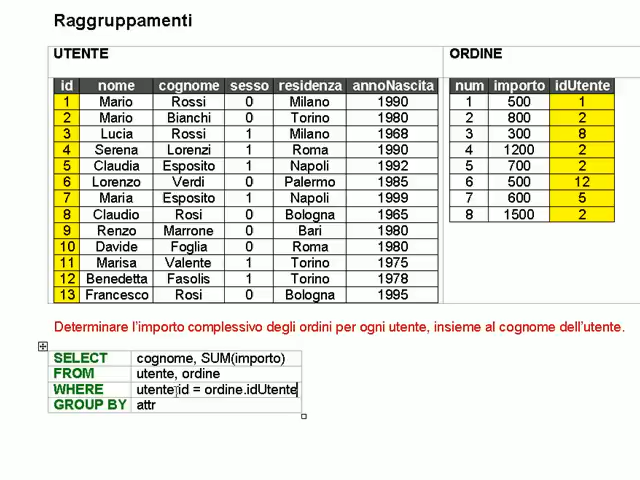 Raggruppamenti
UTENTE
id nome cognome sesso residenza annoNascita
1 Mario Rossi 0 Milano 1990
2 Mario Bianchi 0 Torino 1980
3 Lucia Rossi 1 Milano 1968
4 Serena Lorenzi 1 Roma 1990
5 Claudia Esposito 1 Napoli 1992
6 Lorenzo Verdi 0 Palermo 1985
7 Maria Esposito 1 Napoli 1999
8 Claudio Rosi 0 Bologna 1965
9 Renzo Marrone 0 Bari 1980
10 Davide Foglia 0 Roma 1980
11 Marisa Valente 1 Torino 1975
12 Benedetta Fasolis 1 Torino 1978
13 Francesco Rosi 0 Bologna 1995
ORDINE
num importo idUtente
1 500 1
2 800 2
3 300 8
4 1200 2
5 700 2
6 500 12
7 600 5
8 1500 2
Determinare l'importo complessivo degli ordini per ogni utente, insieme al cognome dell'utente.
SELECT cognome, SUM(importo)
FROM utente, ordine
WHERE utente.id = ordine.idUtente
GROUP BY attr